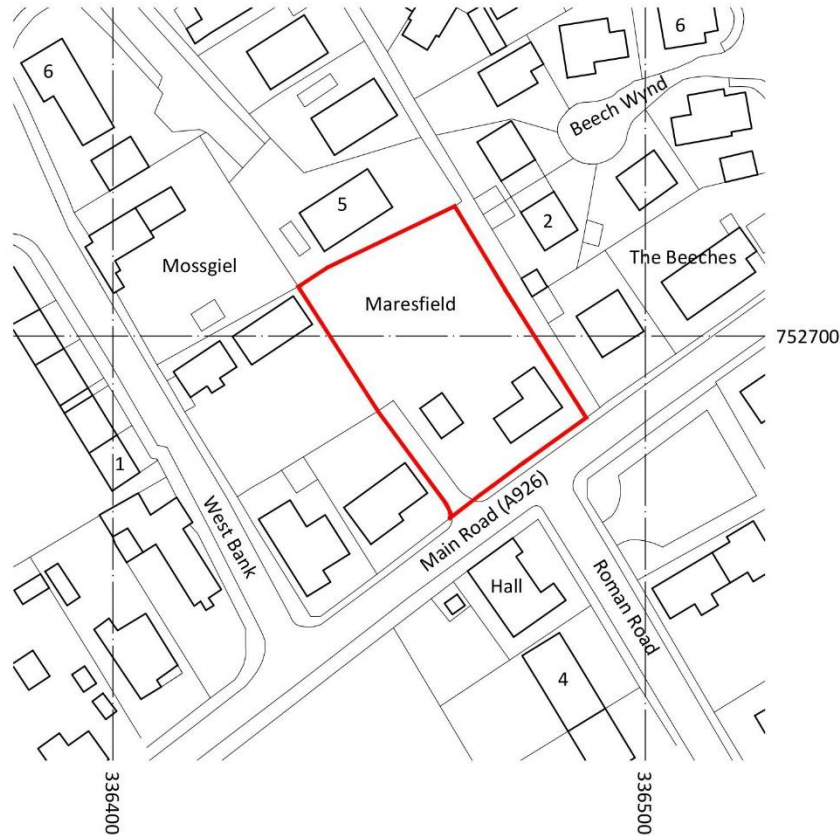 6
6
Beech Wynd
5
2
Mossgiel
The Beeches
Maresfield
752700
1
West Bank
Main Road (A926)
Hall
Roman Road
4
336400
336500